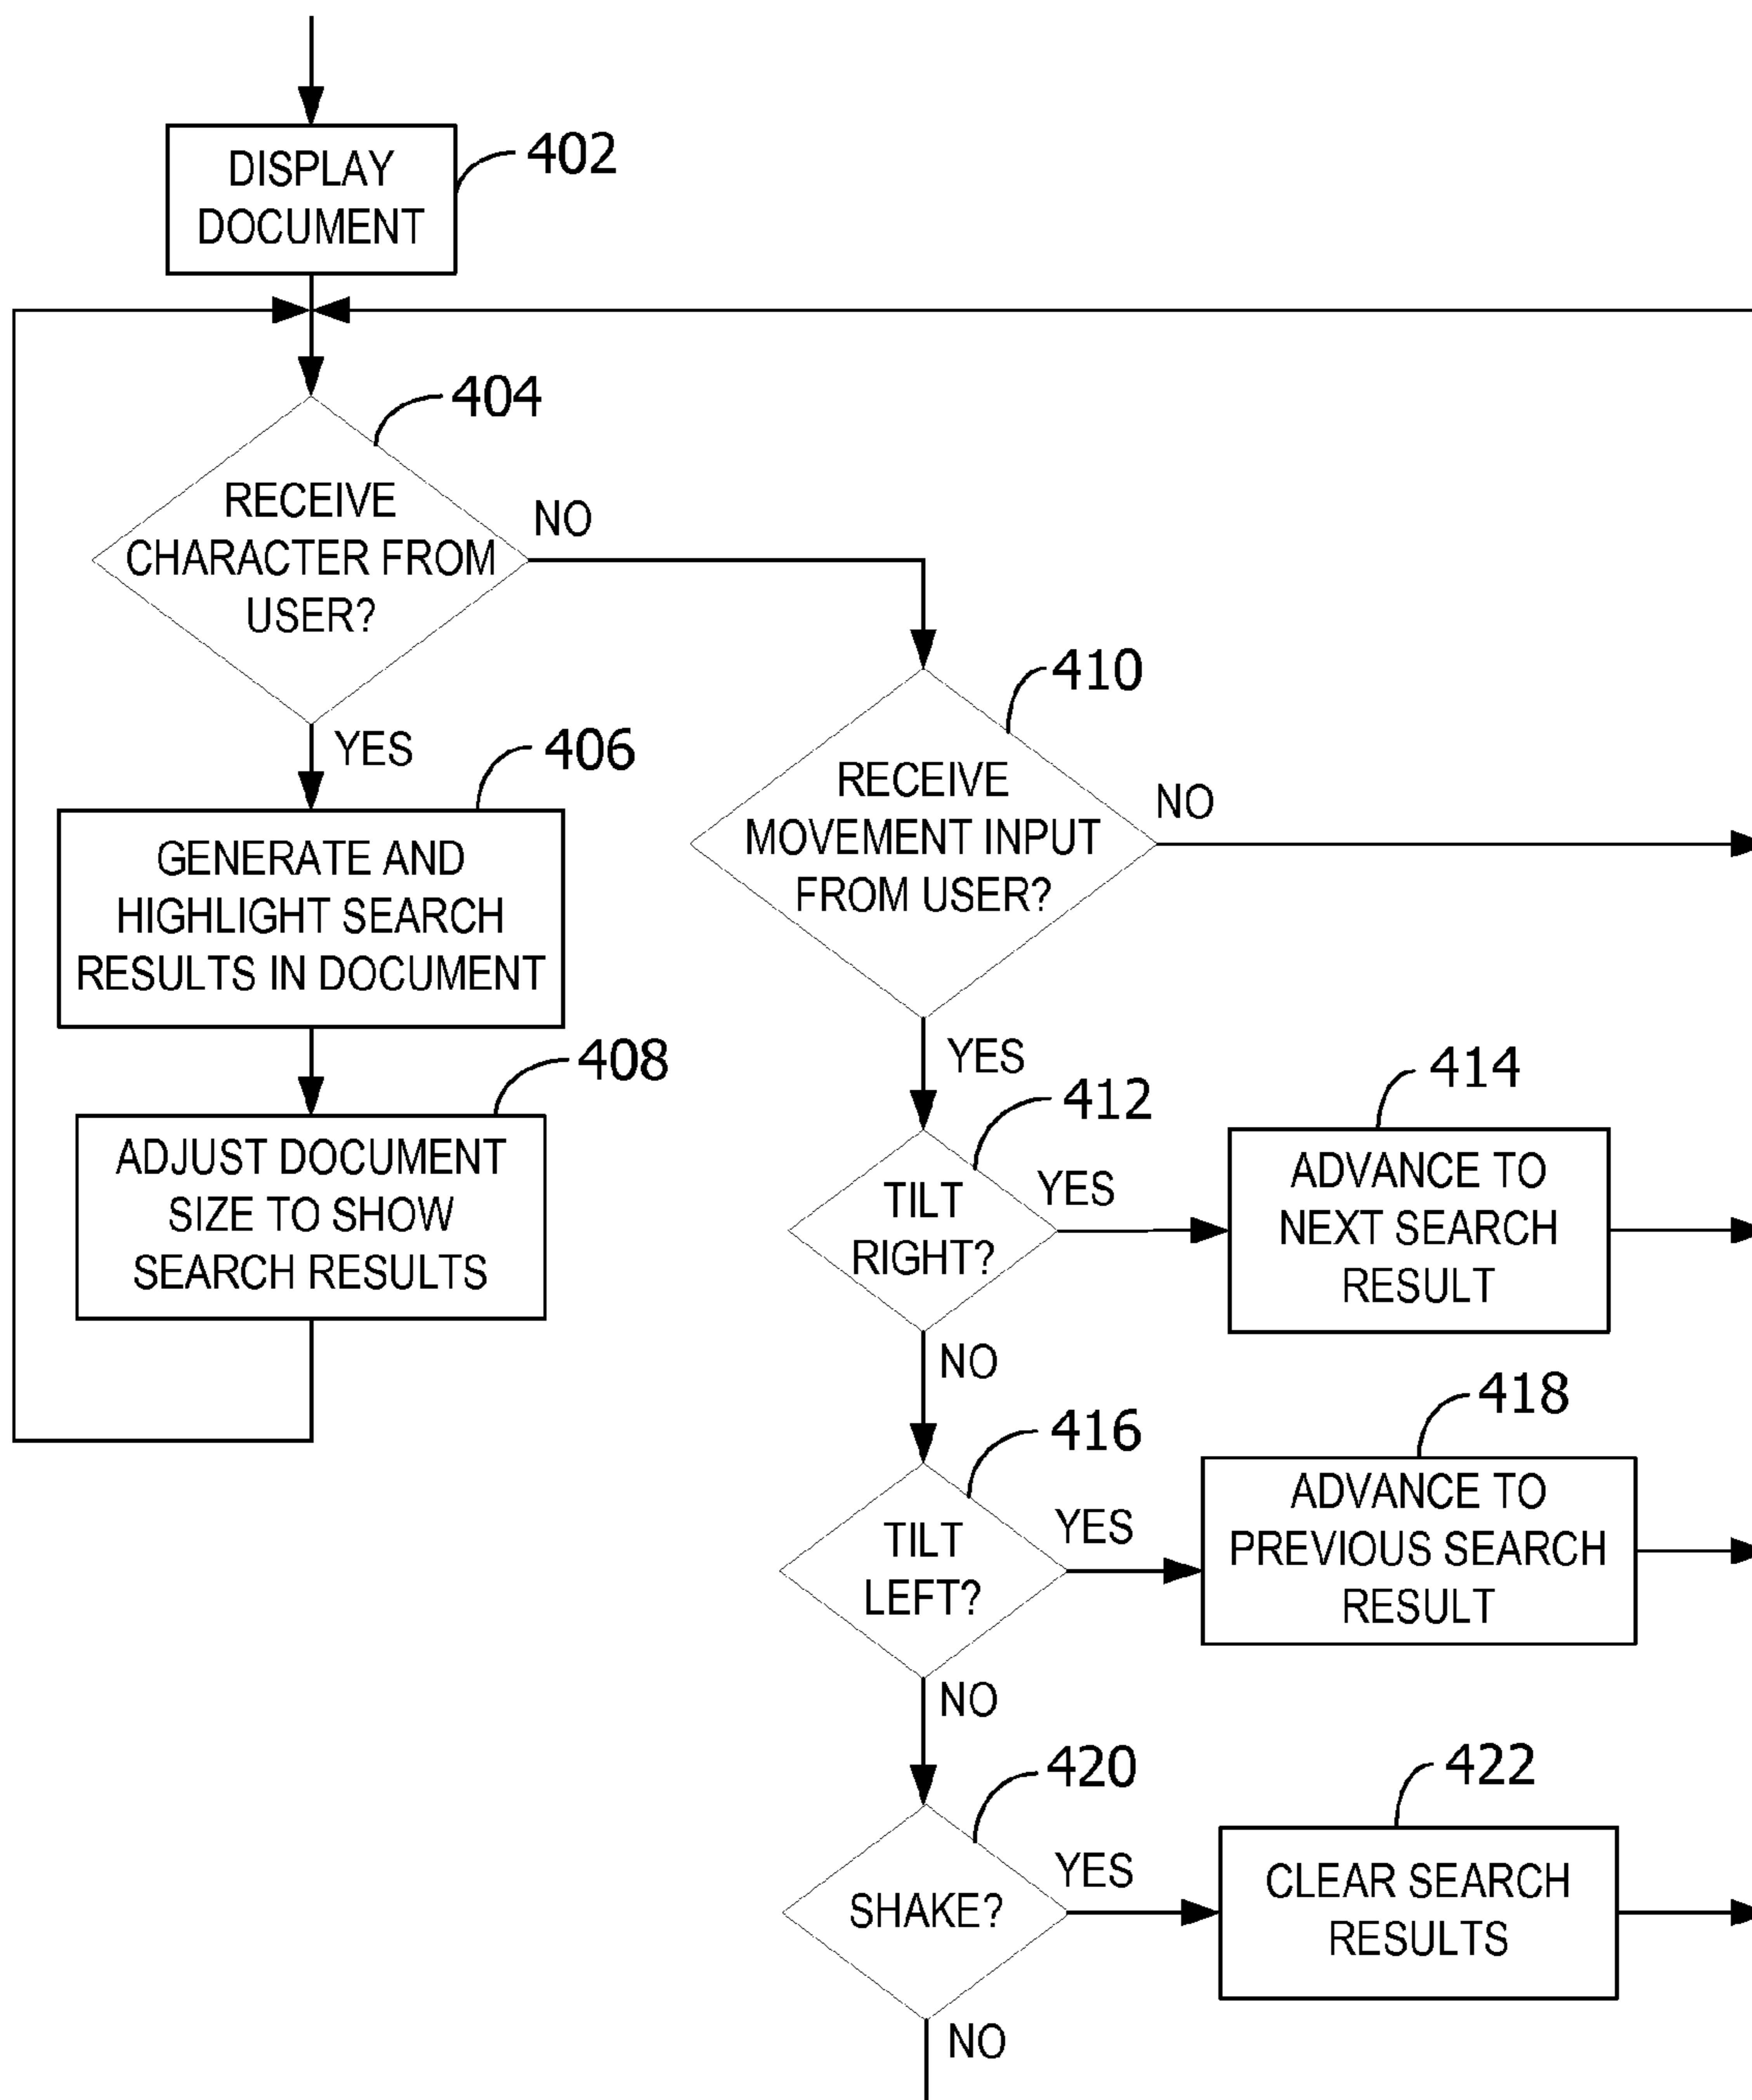 DISPLAY
DOCUMENT
402
404
RECEIVE
CHARACTER FROM
USER?
NO
YES
406
GENERATE AND
HIGHLIGHT SEARCH
RESULTS IN DOCUMENT
408
ADJUST DOCUMENT
SIZE TO SHOW
SEARCH RESULTS
410
RECEIVE
MOVEMENT INPUT
FROM USER?
NO
YES
412
TILT
RIGHT?
YES
414
ADVANCE TO
NEXT SEARCH
RESULT
NO
416
TILT
LEFT?
YES
418
ADVANCE TO
PREVIOUS SEARCH
RESULT
NO
420
SHAKE?
YES
422
CLEAR SEARCH
RESULTS
NO